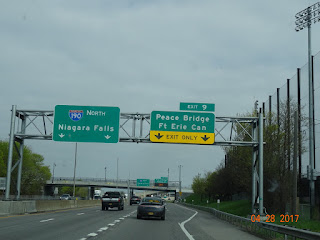 190 NORTH
Niagara Falls
EXIT 9
Peace Bridge
Ft Erie Can
EXIT ONLY
04 28 2017